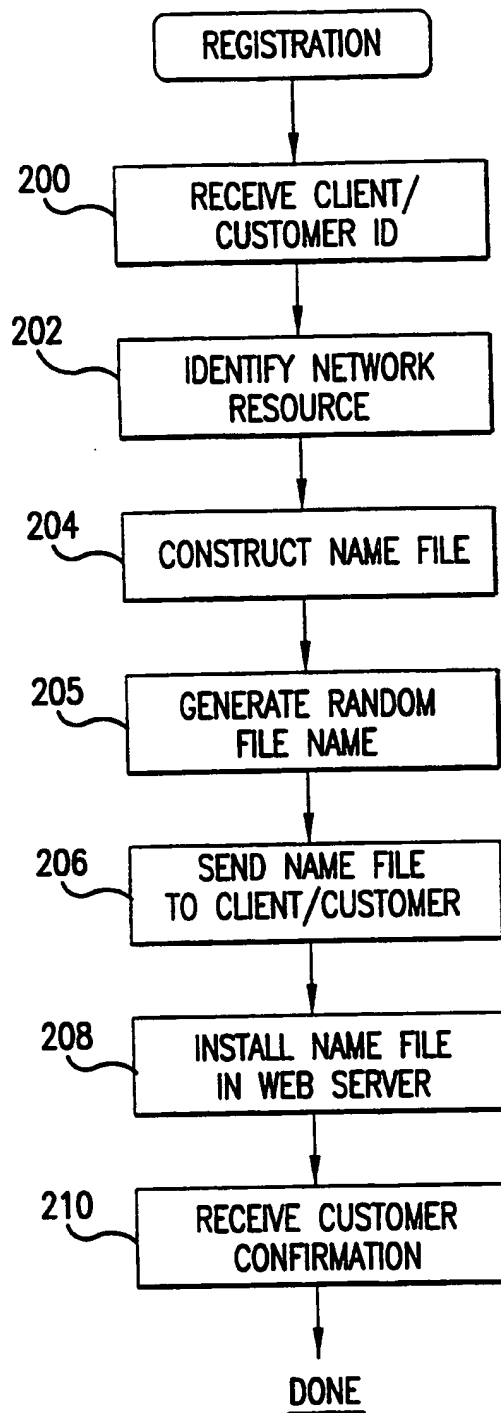 REGISTRATION
200
RECEIVE CLIENT/
CUSTOMER ID
202
IDENTIFY NETWORK
RESOURCE
204
CONSTRUCT NAME FILE
205
GENERATE RANDOM
FILE NAME
206
SEND NAME FILE
TO CLIENT/CUSTOMER
208
INSTALL NAME FILE
IN WEB SERVER
210
RECEIVE CUSTOMER
CONFIRMATION
DONE